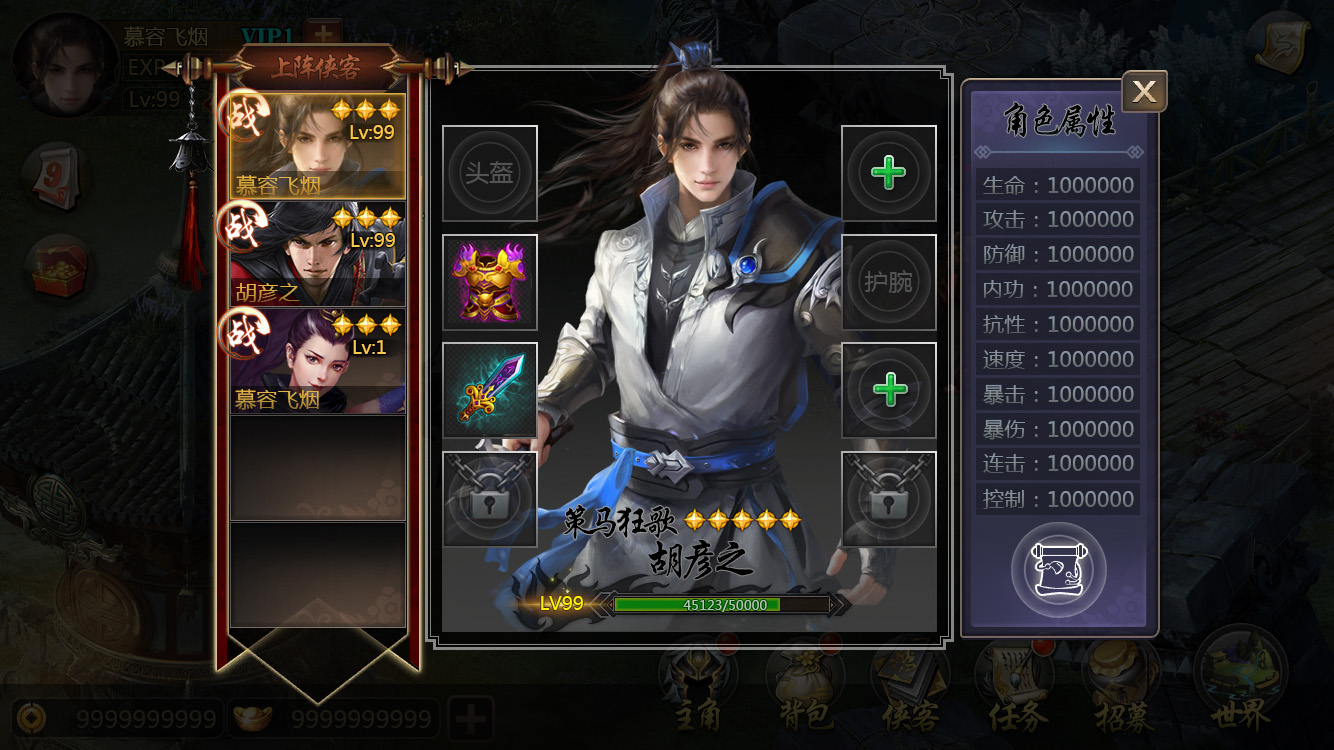 慕容飞烟 VIP1
EXP
Lv:99
9
上阵侠客
战
Lv:99
慕容飞烟
战
Lv:99
胡彦之
战
Lv:1
慕容飞烟
头盔
护腕
策马狂歌
胡彦之
LV99
45123/50000
角色属性
X
生命：1000000
攻击：1000000
防御：1000000
内功：1000000
抗性：1000000
速度：1000000
暴击：1000000
暴伤：1000000
连击：1000000
控制：1000000
9999999999
9999999999
主角
背包
侠客
任务
招募
世界